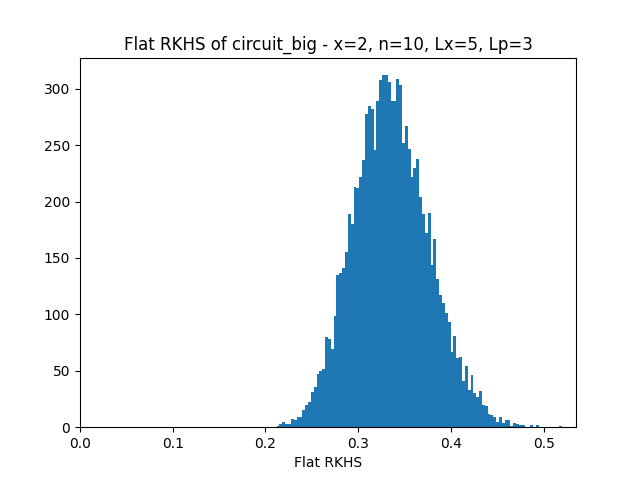 Flat RKHS of circuit_big - x=2, n=10, Lx=5, Lp=3
300
250
200
150
100
50
0
0.0 0.1 0.2 0.3 0.4 0.5
Flat RKHS